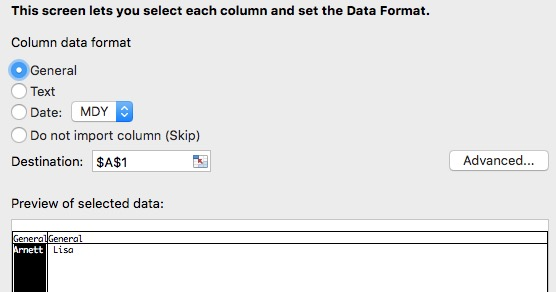 This screen lets you select each column and set the Data Format.
Column data format
General
Text
Date: MDY
Do not import column (Skip)
Destination: $A$1 Advanced...
Preview of selected data:
General General
Arnett Lisa